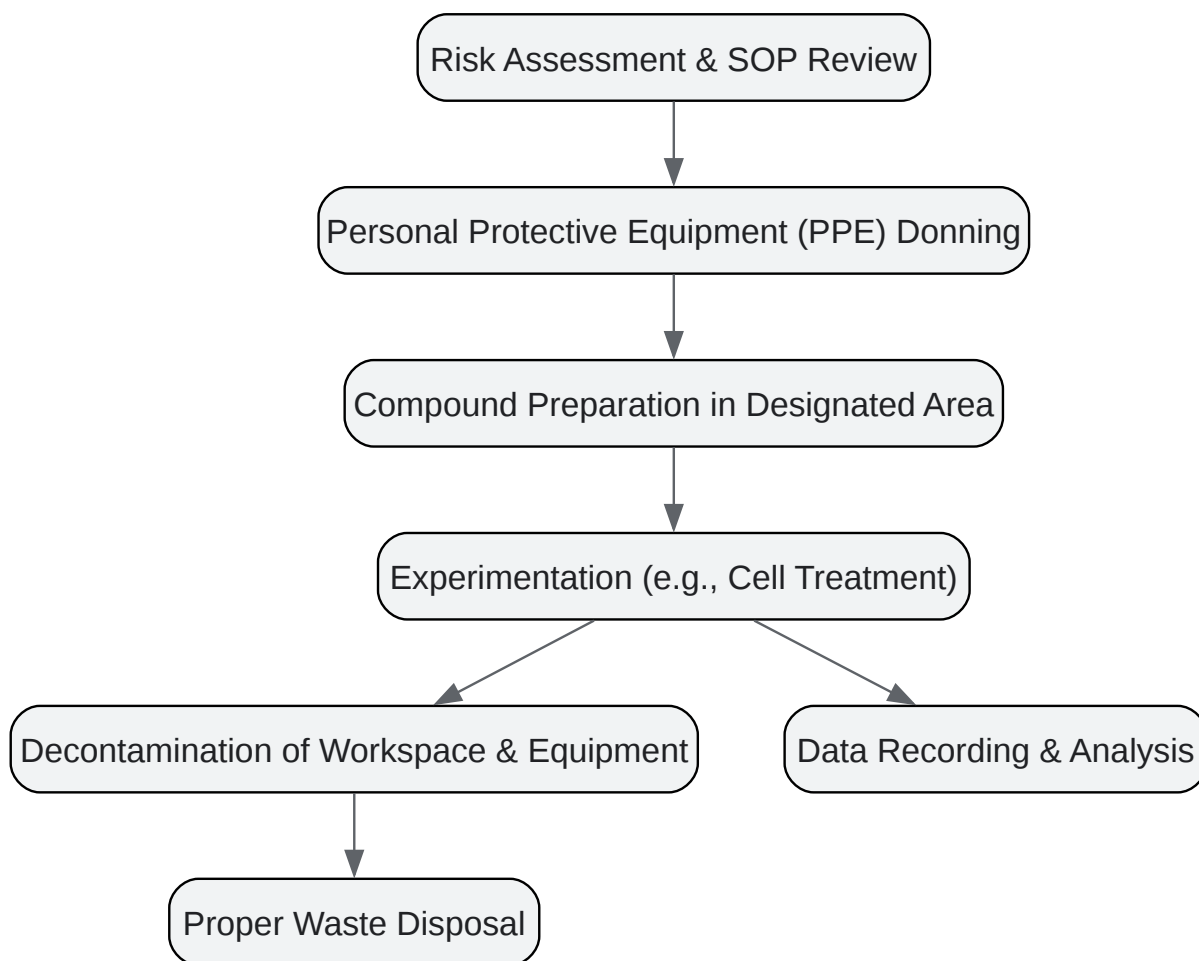 Risk Assessment & SOP Review
Personal Protective Equipment (PPE) Donning
Compound Preparation in Designated Area
Experimentation (e.g., Cell Treatment)
Decontamination of Workspace & Equipment
Data Recording & Analysis
Proper Waste Disposal